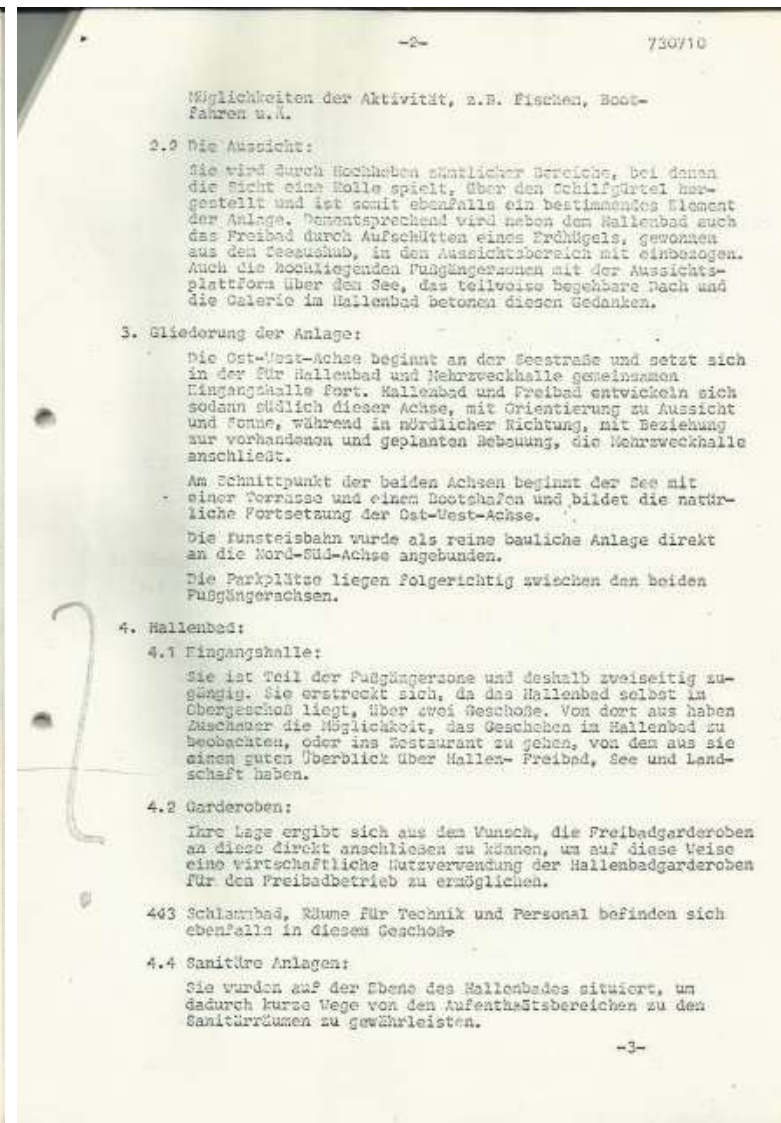 -2-
730710
Möglichkeiten der Aktivität, z.B. Fischen, Boot-
fahren u.Ä.
2.2 Die Aussicht:
Sie wird durch Hochheben sämtlicher Bereiche, bei denen
die Sicht eine Rolle spielt, über den Schilfgürtel her-
gestellt und ist somit ebenfalls ein bestimmendes Element
der Anlage. Dementsprechend wird neben dem Hallenbad auch
das Freibad durch Aufschütten eines Erdhügels, gewonnen
aus dem Seeaushub, in den Aussichtsbereich mit einbezogen.
Auch die hochliegenden Fußgängerzonen mit der Aussichts-
plattform über dem See, das teilweise begehbare Dach und
die Galerie im Hallenbad betonen diesen Gedanken.
3. Gliederung der Anlage:
Die Ost-West-Achse beginnt an der Seestraße und setzt sich
in der für Hallenbad und Mehrzweckhalle gemeinsamen
Eingangshalle fort. Hallenbad und Freibad entwickeln sich
sodann südlich dieser Achse, mit Orientierung zu Aussicht
und Sonne, während in nördlicher Richtung, mit Beziehung
zur vorhandenen und geplanten Bebauung, die Mehrzweckhalle
anschließt.
Am Schnittpunkt der beiden Achsen beginnt der See mit
einer Terrasse und einem Bootshafen und bildet die natür-
liche Fortsetzung der Ost-West-Achse.
Die Kunsteisbahn wurde als reine bauliche Anlage direkt
an die Nord-Süd-Achse angebunden.
Die Parkplätze liegen folgerichtig zwischen den beiden
Fußgängerachsen.
4. Hallenbad:
4.1 Eingangshalle:
Sie ist Teil der Fußgängerzone und deshalb zweiseitig zu-
gängig. Sie erstreckt sich, da das Hallenbad selbst im
Obergeschoß liegt, über zwei Geschoße. Von dort aus haben
Zuschauer die Möglichkeit, das Geschehen im Hallenbad zu
beobachten, oder ins Restaurant zu gehen, von dem aus sie
einen guten Überblick über Hallen- Freibad, See und Land-
schaft haben.
4.2 Garderoben:
Ihre Lage ergibt sich aus dem Wunsch, die Freibadgarderoben
an diese direkt anschließen zu können, um auf diese Weise
eine wirtschaftliche Nutzverwendung der Hallenbadgarderoben
für den Freibadbetrieb zu ermöglichen.
443 Schlammbad, Räume für Technik und Personal befinden sich
ebenfalls in diesem Geschoß.
4.4 Sanitäre Anlagen:
Sie wurden auf der Ebene des Hallenbades situiert, um
dadurch kurze Wege von den Aufenthaltsbereichen zu den
Sanitärräumen zu gewährleisten.
-3-